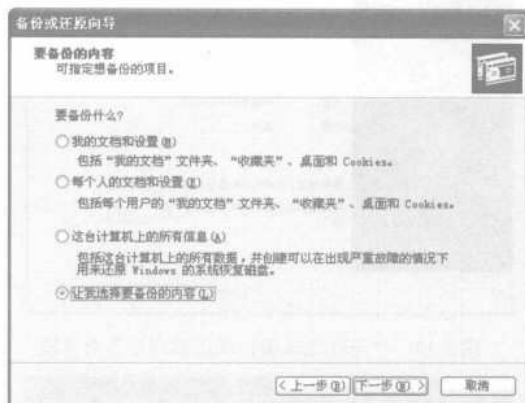 备份或还原向导
要备份的内容
可指定想备份的项目。
要备份什么?
我的文档和设置(M)
包括“我的文档”文件夹、“收藏夹”、桌面和 Cookies。
每个人的文档和设置(E)
包括每个用户的“我的文档”文件夹、“收藏夹”、桌面和 Cookies。
这台计算机上的所有信息(A)
包括这台计算机上的所有数据,并创建可以在出现严重故障的情况下
用来还原 Windows 的系统恢复磁盘。
让我选择要备份的内容(L)
< 上一步(B) 下一步(N) > 取消